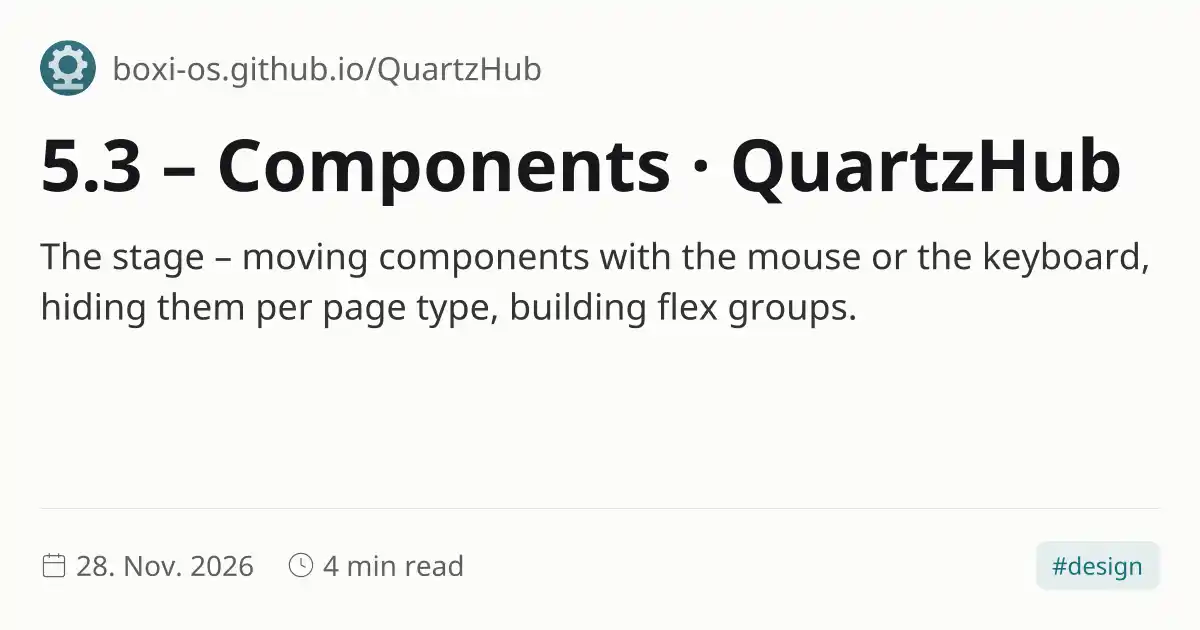 boxi-os.github.io/QuartzHub
5.3 – Components · QuartzHub
The stage – moving components with the mouse or the keyboard,
hiding them per page type, building flex groups.
28. Nov. 2026 4 min read #design